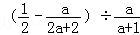 (1/2 - a/(2a+2)) ÷ a/(a+1)